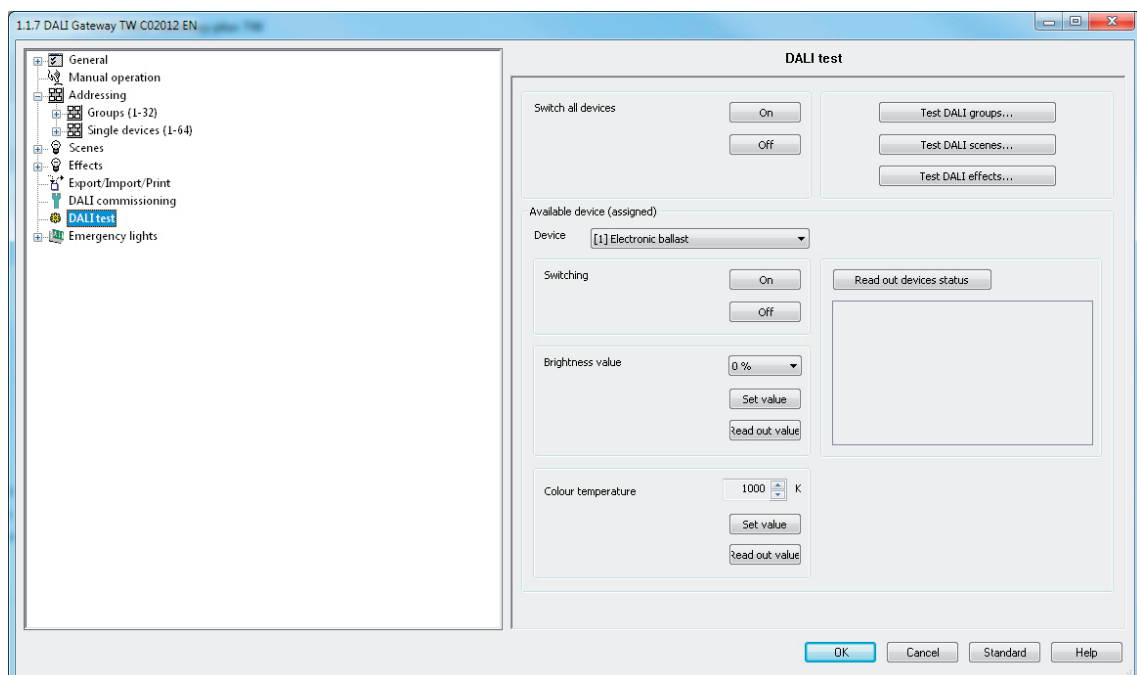 1.1.7 DALI Gateway TW C02012 EN
General
Manual operation
Addressing
Groups (1-32)
Single devices (1-64)
Scenes
Effects
Export/Import/Print
DALI commissioning
DALI test
Emergency lights
DALI test
Switch all devices
On
Off
Test DALI groups...
Test DALI scenes...
Test DALI effects...
Available device (assigned)
Device
[1] Electronic ballast
Switching
On
Off
Read out devices status
Brightness value
0 %
Set value
Read out value
Colour temperature
1000 K
Set value
Read out value
OK
Cancel
Standard
Help